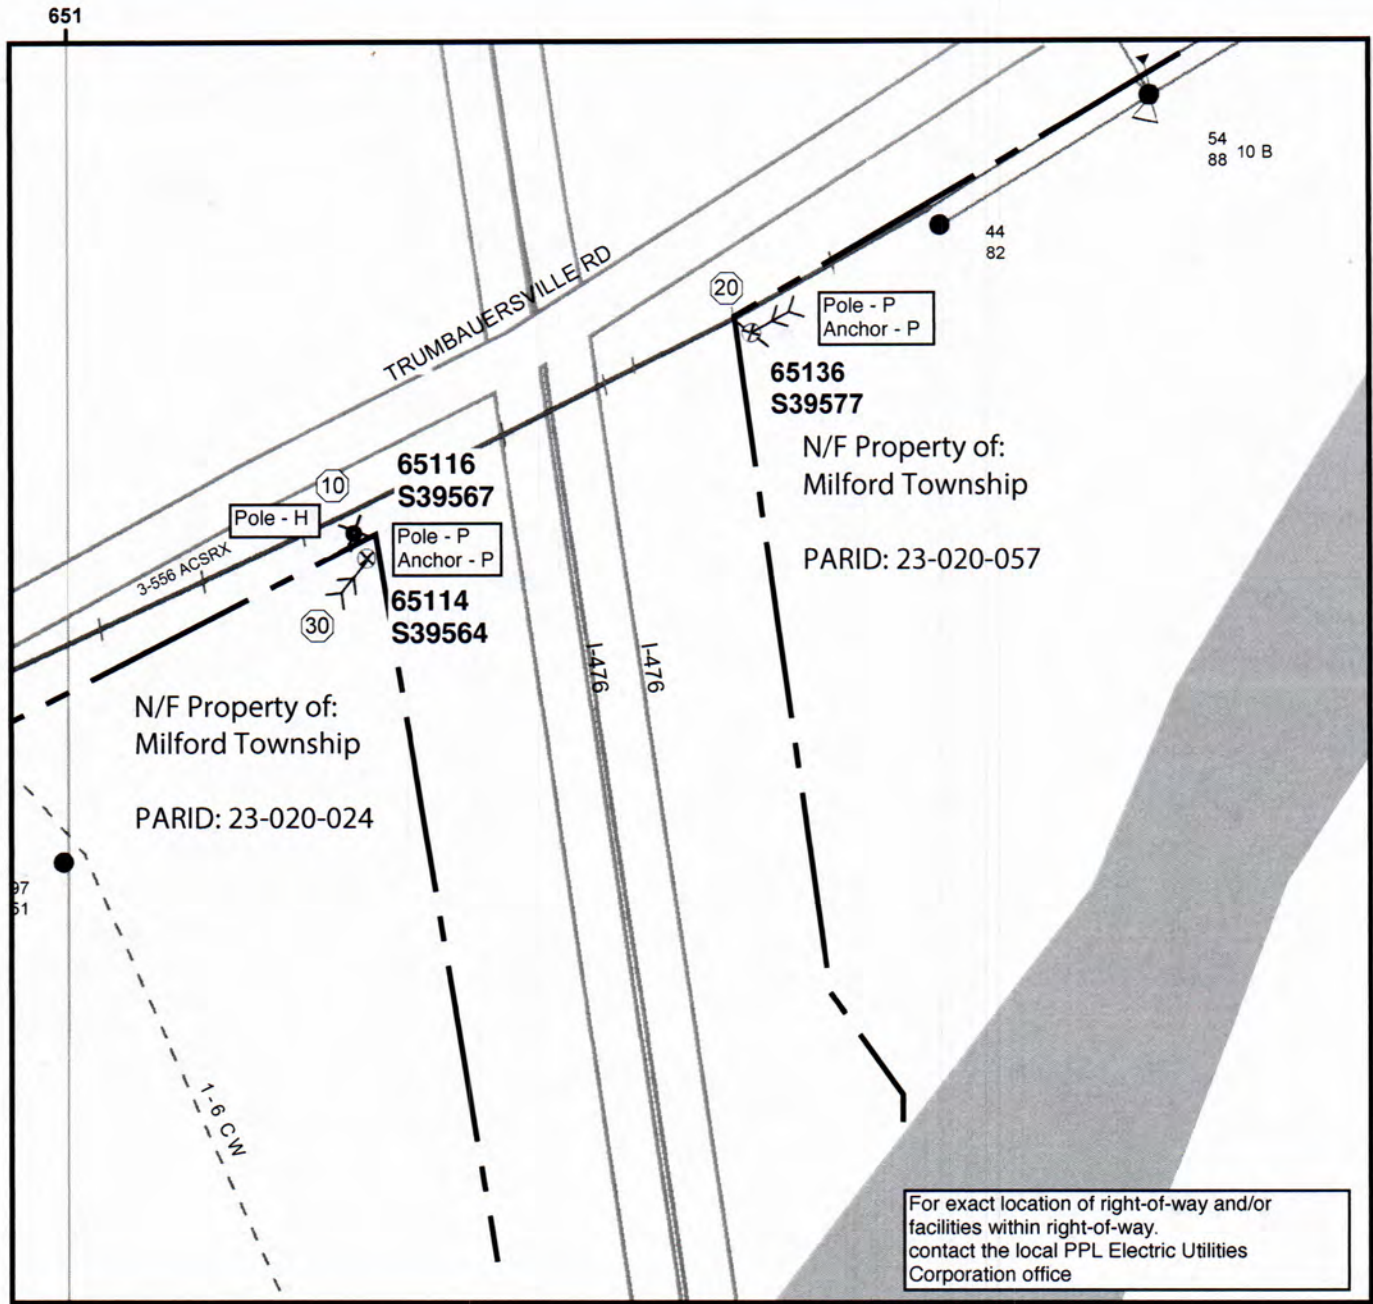 651
54
88 10 B
44
82
TRUMBAUERSVILLE RD
20
Pole - P
Anchor - P
65136
S39577
N/F Property of:
Milford Township
PARID: 23-020-057
65116
S39567
10
Pole - H
Pole - P
Anchor - P
3-556 ACSRX
65114
S39564
30
I-476
I-476
N/F Property of:
Milford Township
PARID: 23-020-024
97
51
1-6 CW
For exact location of right-of-way and/or
facilities within right-of-way.
contact the local PPL Electric Utilities
Corporation office